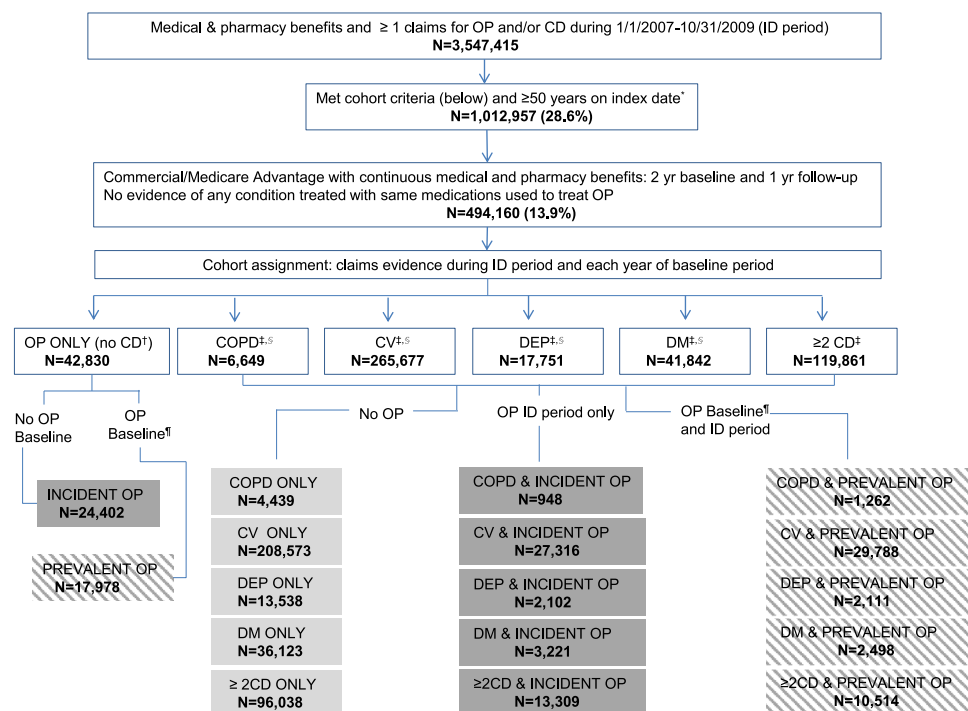 Medical & pharmacy benefits and ≥ 1 claims for OP and/or CD during 1/1/2007-10/31/2009 (ID period)
N=3,547,415
Met cohort criteria (below) and ≥50 years on index date*
N=1,012,957 (28.6%)
Commercial/Medicare Advantage with continuous medical and pharmacy benefits: 2 yr baseline and 1 yr follow-up
No evidence of any condition treated with same medications used to treat OP
N=494,160 (13.9%)
Cohort assignment: claims evidence during ID period and each year of baseline period
OP ONLY (no CD†)
N=42,830
COPD‡,§
N=6,649
CV‡,§
N=265,677
DEP‡,§
N=17,751
DM‡,§
N=41,842
≥2 CD‡
N=119,861
No OP
Baseline
OP
Baseline¶
No OP
OP ID period only
OP Baseline¶
and ID period
INCIDENT OP
N=24,402
PREVALENT OP
N=17,978
COPD ONLY
N=4,439
CV ONLY
N=208,573
DEP ONLY
N=13,538
DM ONLY
N=36,123
≥ 2CD ONLY
N=96,038
COPD & INCIDENT OP
N=948
CV & INCIDENT OP
N=27,316
DEP & INCIDENT OP
N=2,102
DM & INCIDENT OP
N=3,221
≥2CD & INCIDENT OP
N=13,309
COPD & PREVALENT OP
N=1,262
CV & PREVALENT OP
N=29,788
DEP & PREVALENT OP
N=2,111
DM & PREVALENT OP
N=2,498
≥2CD & PREVALENT OP
N=10,514